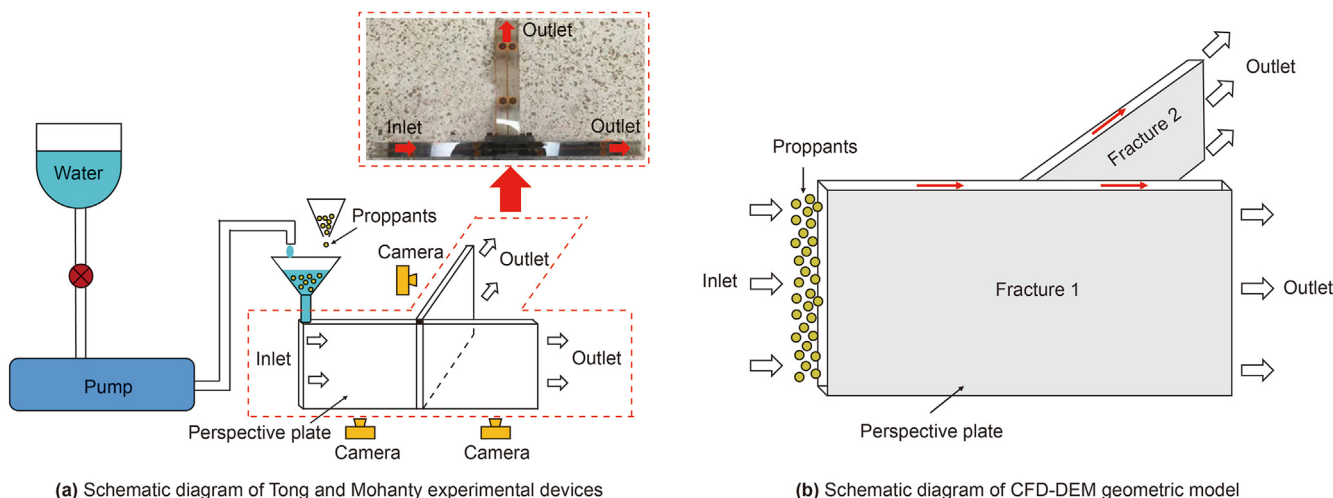 Outlet
Inlet
Outlet
Water
Proppants
Camera
Outlet
Inlet
Outlet
Pump
Perspective plate
Camera
Camera
(a) Schematic diagram of Tong and Mohanty experimental devices
Outlet
Fracture 2
Proppants
Inlet
Fracture 1
Outlet
Perspective plate
(b) Schematic diagram of CFD-DEM geometric model